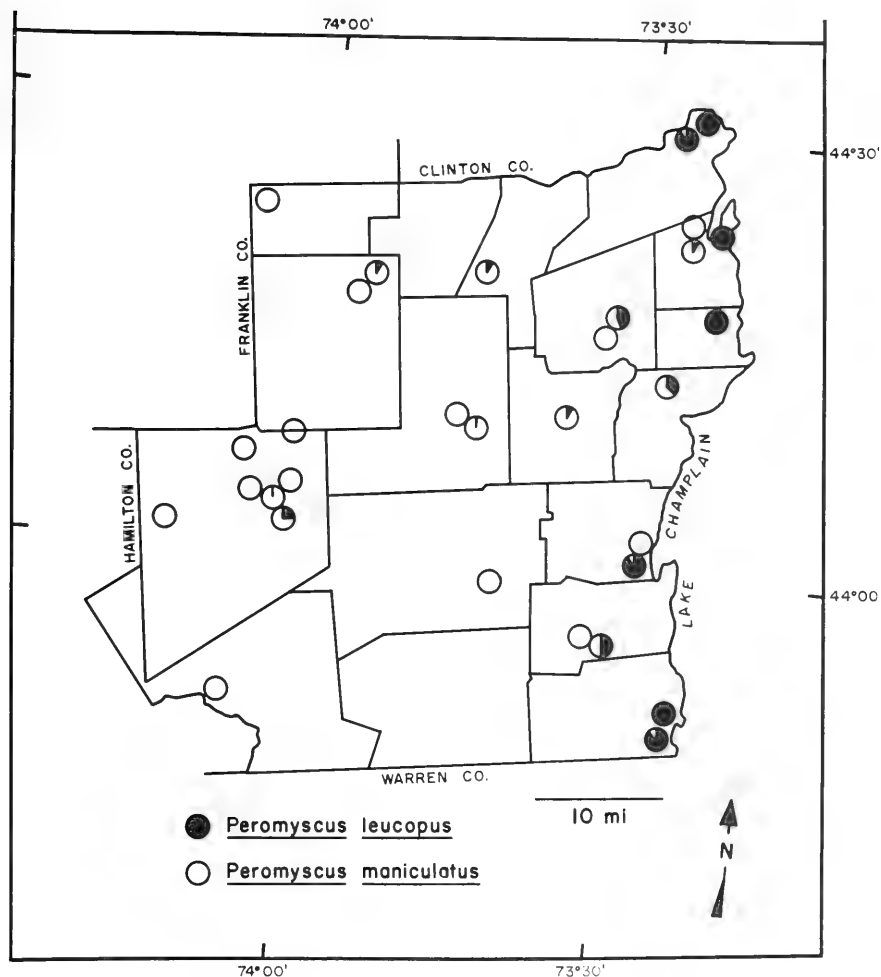 74°00'
73°30'
44°30'
CLINTON CO.
FRANKLIN CO.
HAMILTON CO.
LAKE CHAMPLAIN
44°00'
WARREN CO.
10 mi
Peromyscus leucopus
Peromyscus maniculatus
N
74°00'
73°30'